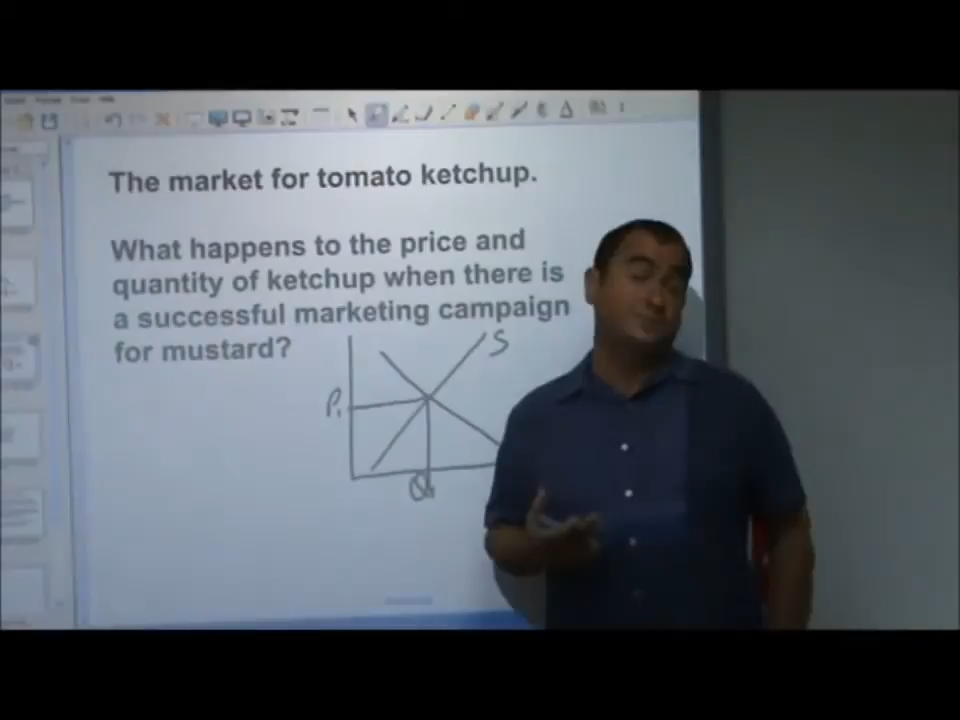 The market for tomato ketchup.
What happens to the price and
quantity of ketchup when there is
a successful marketing campaign
for mustard?
S
P1
Q1